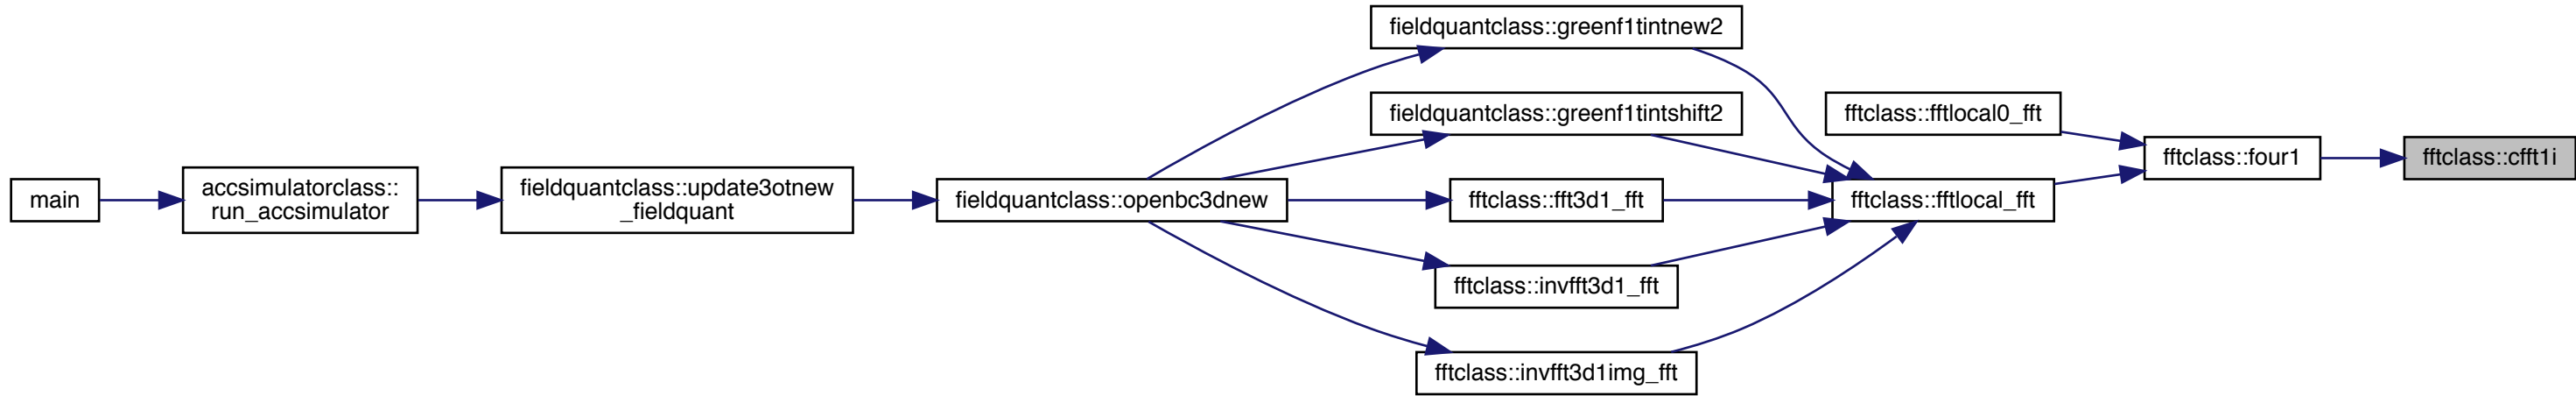 main
accsimulatorclass::
run_accsimulator
fieldquantclass::update3otnew
_fieldquant
fieldquantclass::openbc3dnew
fieldquantclass::greenf1tintnew2
fieldquantclass::greenf1tintshift2
fftclass::fft3d1_fft
fftclass::invfft3d1_fft
fftclass::invfft3d1img_fft
fftclass::fftlocal0_fft
fftclass::fftlocal_fft
fftclass::four1
fftclass::cfft1i